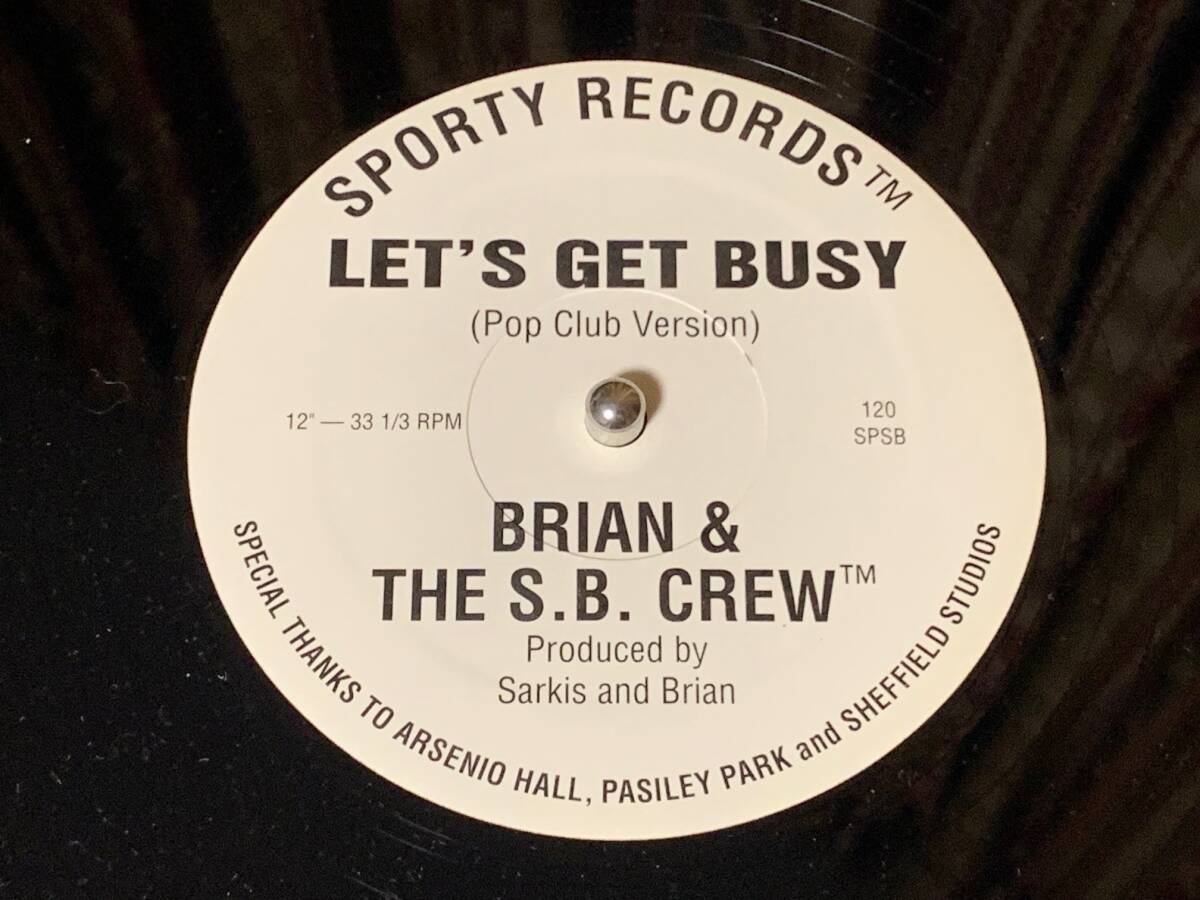 SPORTY RECORDS™
LET'S GET BUSY
(Pop Club Version)
12" — 33 1/3 RPM
120
SPSB
BRIAN &
THE S.B. CREW™
Produced by
Sarkis and Brian
SPECIAL THANKS TO ARSENIO HALL, PASILEY PARK and SHEFFIELD STUDIOS